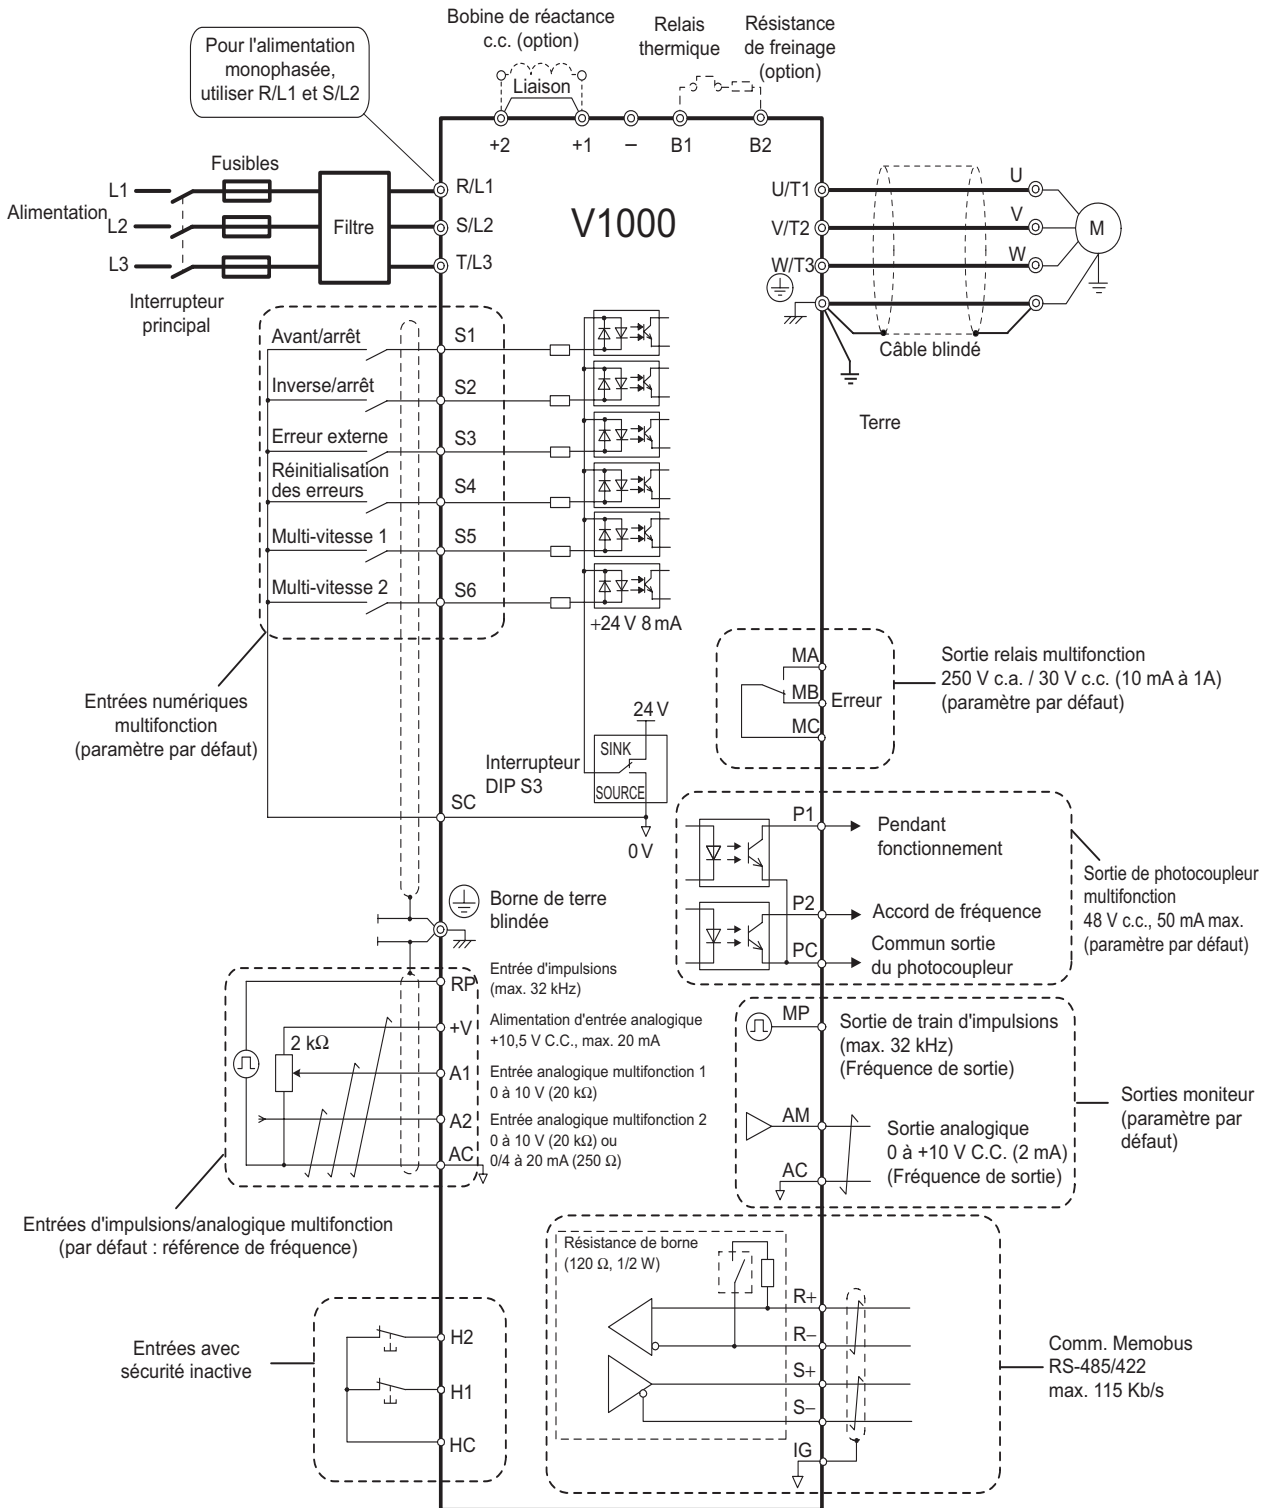 Bobine de réactance
c.c. (option)
Relais
thermique
Résistance
de freinage
(option)
Pour l'alimentation
monophasée,
utiliser R/L1 et S/L2
Liaison
+2
+1
–
B1
B2
Fusibles
L1
R/L1
U/T1
U
Alimentation
L2
Filtre
S/L2
V1000
V/T2
V
M
L3
T/L3
W/T3
W
Interrupteur
principal
Câble blindé
Terre
Avant/arrêt
S1
Inverse/arrêt
S2
Erreur externe
S3
Réinitialisation
des erreurs
S4
Multi-vitesse 1
S5
Multi-vitesse 2
S6
+24 V 8 mA
Entrées numériques
multifonction
(paramètre par défaut)
MA
MB
MC
Erreur
Sortie relais multifonction
250 V c.a. / 30 V c.c. (10 mA à 1A)
(paramètre par défaut)
24 V
SINK
SOURCE
Interrupteur
DIP S3
SC
0 V
P1
Pendant
fonctionnement
P2
Accord de fréquence
PC
Commun sortie
du photocoupleur
Sortie de photocoupleur
multifonction
48 V c.c., 50 mA max.
(paramètre par défaut)
Borne de terre
blindée
RP
Entrée d'impulsions
(max. 32 kHz)
+V
Alimentation d'entrée analogique
+10,5 V C.C., max. 20 mA
2 kΩ
A1
Entrée analogique multifonction 1
0 à 10 V (20 kΩ)
A2
Entrée analogique multifonction 2
0 à 10 V (20 kΩ) ou
0/4 à 20 mA (250 Ω)
AC
Entrées d'impulsions/analogique multifonction
(par défaut : référence de fréquence)
MP
Sortie de train d'impulsions
(max. 32 kHz)
(Fréquence de sortie)
AM
Sortie analogique
0 à +10 V C.C. (2 mA)
(Fréquence de sortie)
AC
Sorties moniteur
(paramètre par
défaut)
Entrées avec
sécurité inactive
H2
H1
HC
Résistance de borne
(120 Ω, 1/2 W)
R+
R–
S+
S–
IG
Comm. Memobus
RS-485/422
max. 115 Kb/s